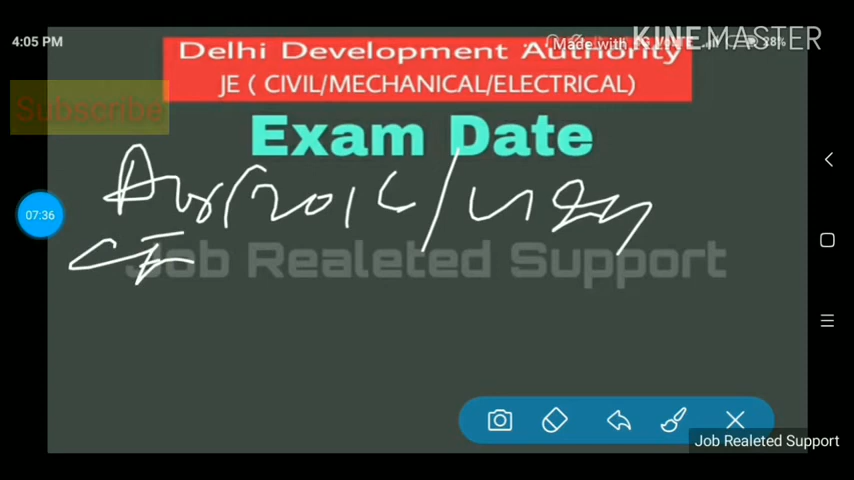 4:05 PM
Made with
KINEMASTER
38%
Delhi Development Authority
JE ( CIVIL/MECHANICAL/ELECTRICAL)
Subscribe
Exam Date
07:36
Job Realeted Support
Job Realeted Support